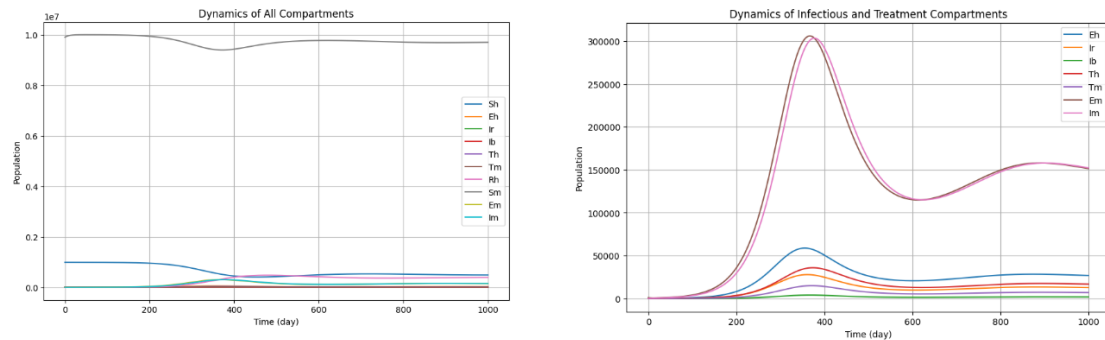 Dynamics of All Compartments
1e7
1.0
0.8
0.6
0.4
0.2
0.0
Population
0
200
400
600
800
1000
Time (day)
Sh
Eh
Ir
Ib
Th
Tm
Rh
Sm
Em
Im
Dynamics of Infectious and Treatment Compartments
300000
250000
200000
150000
100000
50000
0
Population
0
200
400
600
800
1000
Time (day)
Eh
Ir
Ib
Th
Tm
Em
Im